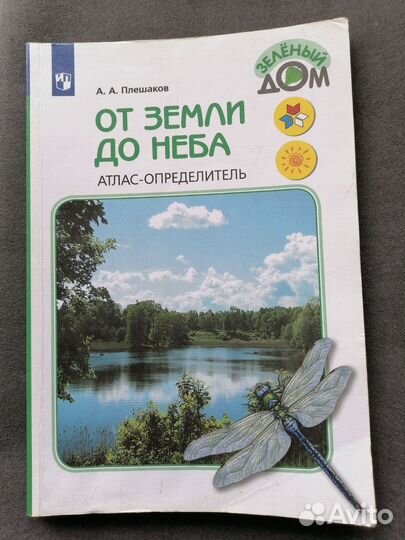 А. А. Плешаков
ЗЕЛЁНЫЙ
ДОМ
ОТ ЗЕМЛИ
ДО НЕБА
АТЛАС-ОПРЕДЕЛИТЕЛЬ
Avito